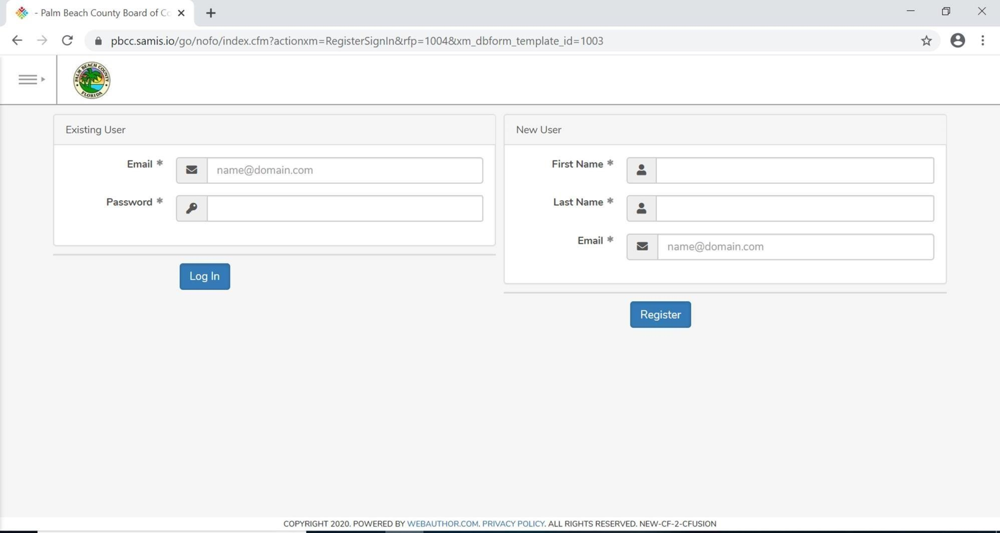 - Palm Beach County Board of Co
pbcc.samis.io/go/nofo/index.cfm?actionxm=RegisterSignIn&rfp=1004&xm_dbform_template_id=1003
PALM BEACH COUNTY
FLORIDA
Existing User
Email *
name@domain.com
Password *
Log In
New User
First Name *
Last Name *
Email *
name@domain.com
Register
COPYRIGHT 2020. POWERED BY WEBAUTHOR.COM. PRIVACY POLICY. ALL RIGHTS RESERVED. NEW-CF-2-CFUSION